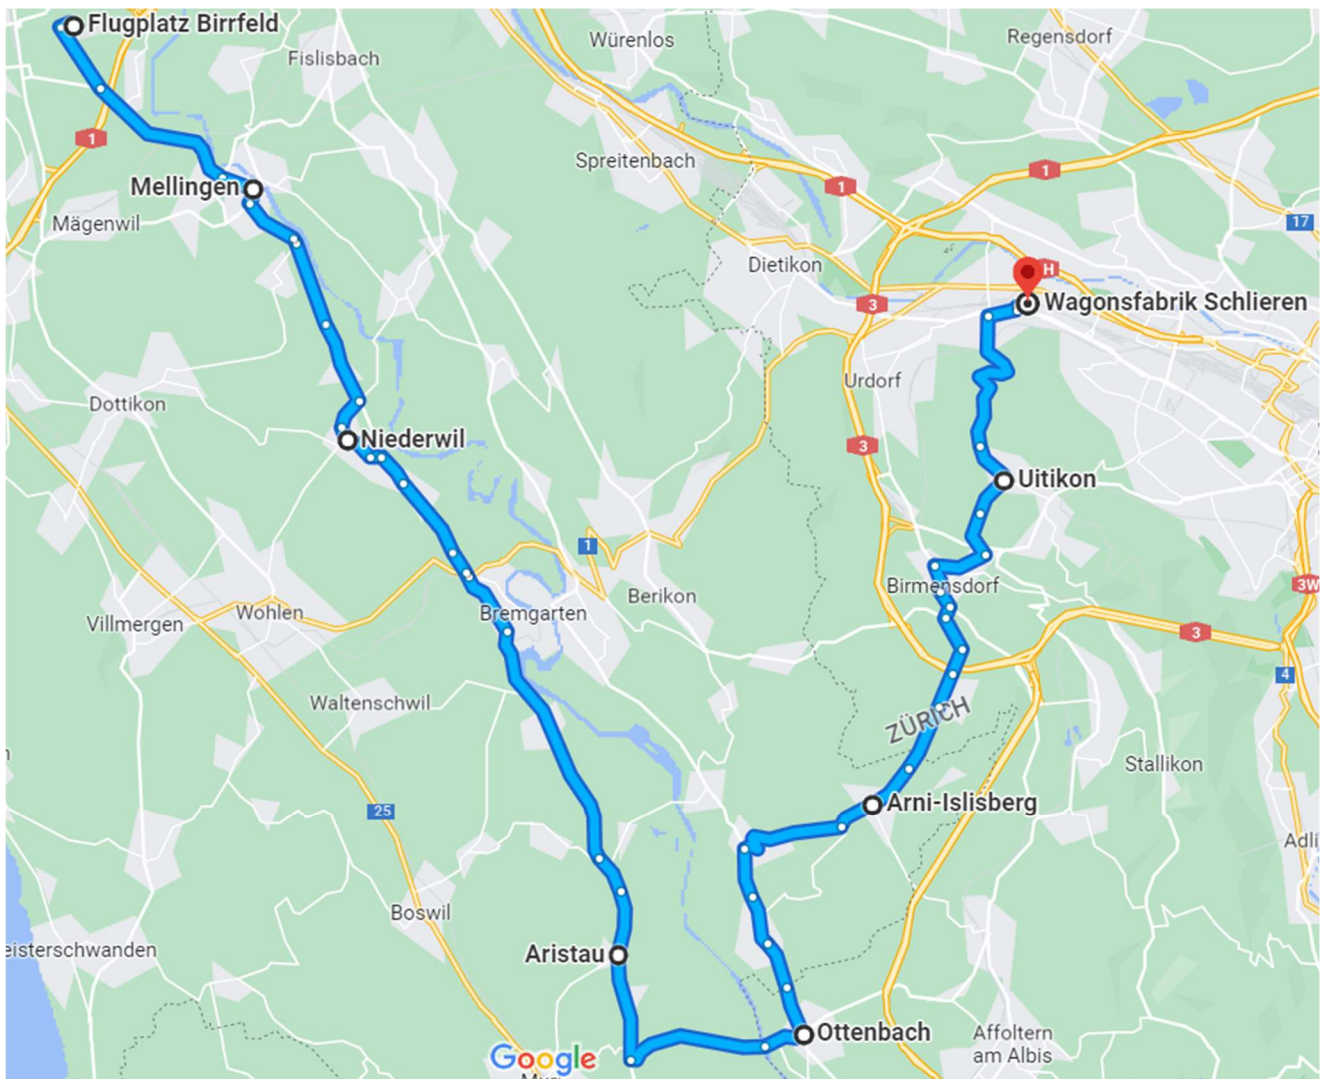 Flugplatz Birrfeld
Würenlos
Regensdorf
Fislisbach
1
Spreitenbach
1
1
Mellingen
Mägenwil
17
Dietikon
H
3
Wagonsfabrik Schlieren
Urdorf
Dottikon
Niederwil
3
Uitikon
1
Birmensdorf
3W
Berikon
Wohlen
Bremgarten
Villmergen
3
4
Waltenschwil
ZÜRICH
Stallikon
25
Arni-Islisberg
Adli
Boswil
eisterschwanden
Aristau
Ottenbach
Affoltern
am Albis
Google